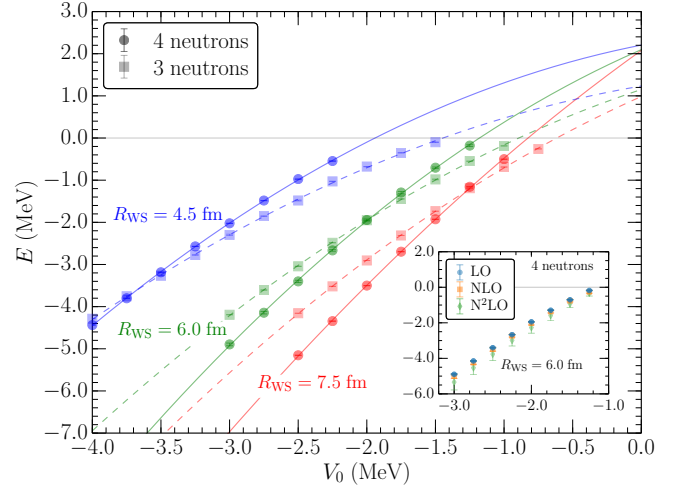 4 neutrons
3 neutrons
3.0
2.0
1.0
0.0
−1.0
−2.0
−3.0
−4.0
−5.0
−6.0
−7.0
E (MeV)
R_WS = 4.5 fm
R_WS = 6.0 fm
R_WS = 7.5 fm
LO
NLO
N²LO
4 neutrons
R_WS = 6.0 fm
2.0
0.0
−2.0
−4.0
−6.0
−3.0 −2.0 −1.0
−4.0 −3.5 −3.0 −2.5 −2.0 −1.5 −1.0 −0.5 0.0
V₀ (MeV)